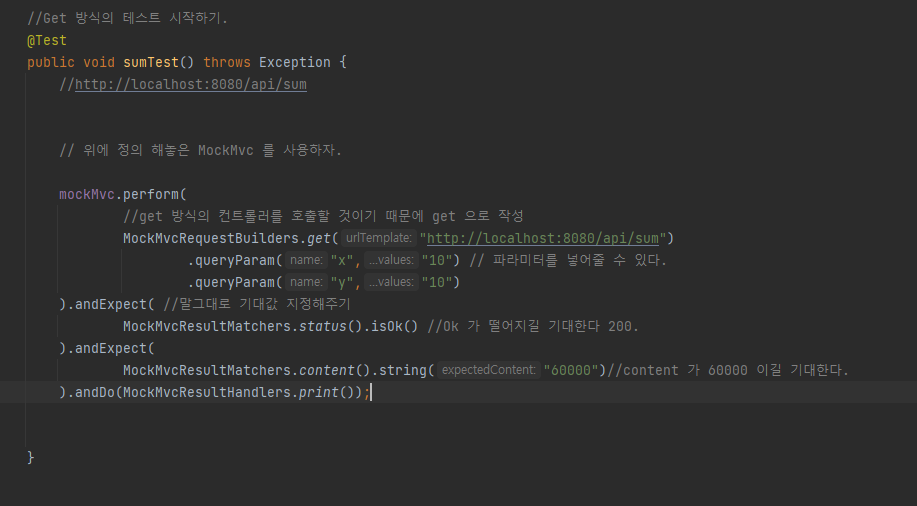 //Get 방식의 테스트 시작하기.
@Test
public void sumTest() throws Exception {
//http://localhost:8080/api/sum
// 위에 정의 해놓은 MockMvc 를 사용하자.
mockMvc.perform(
//get 방식의 컨트롤러를 호출할 것이기 때문에 get 으로 작성
MockMvcRequestBuilders.get( urlTemplate: "http://localhost:8080/api/sum")
.queryParam( name: "x", ...values: "10") // 파라미터를 넣어줄 수 있다.
.queryParam( name: "y", ...values: "10")
).andExpect( //말그대로 기대값 지정해주기
MockMvcResultMatchers.status().isOk() //Ok 가 떨어지길 기대한다 200.
).andExpect(
MockMvcResultMatchers.content().string( expectedContent: "60000")//content 가 60000 이길 기대한다.
).andDo(MockMvcResultHandlers.print());
}